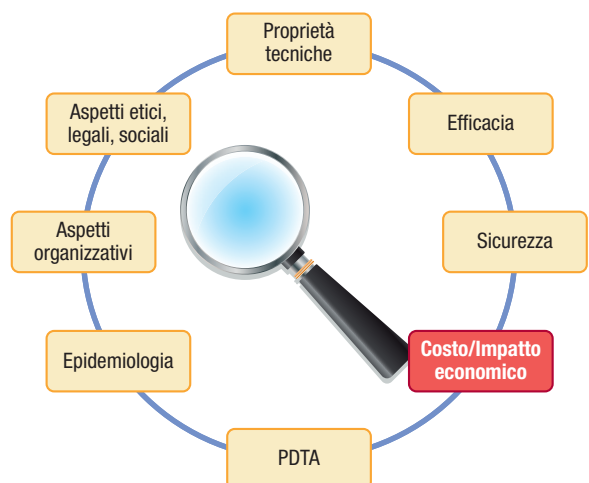 Proprietà
tecniche
Efficacia
Sicurezza
Costo/Impatto
economico
PDTA
Epidemiologia
Aspetti
organizzativi
Aspetti etici,
legali, sociali